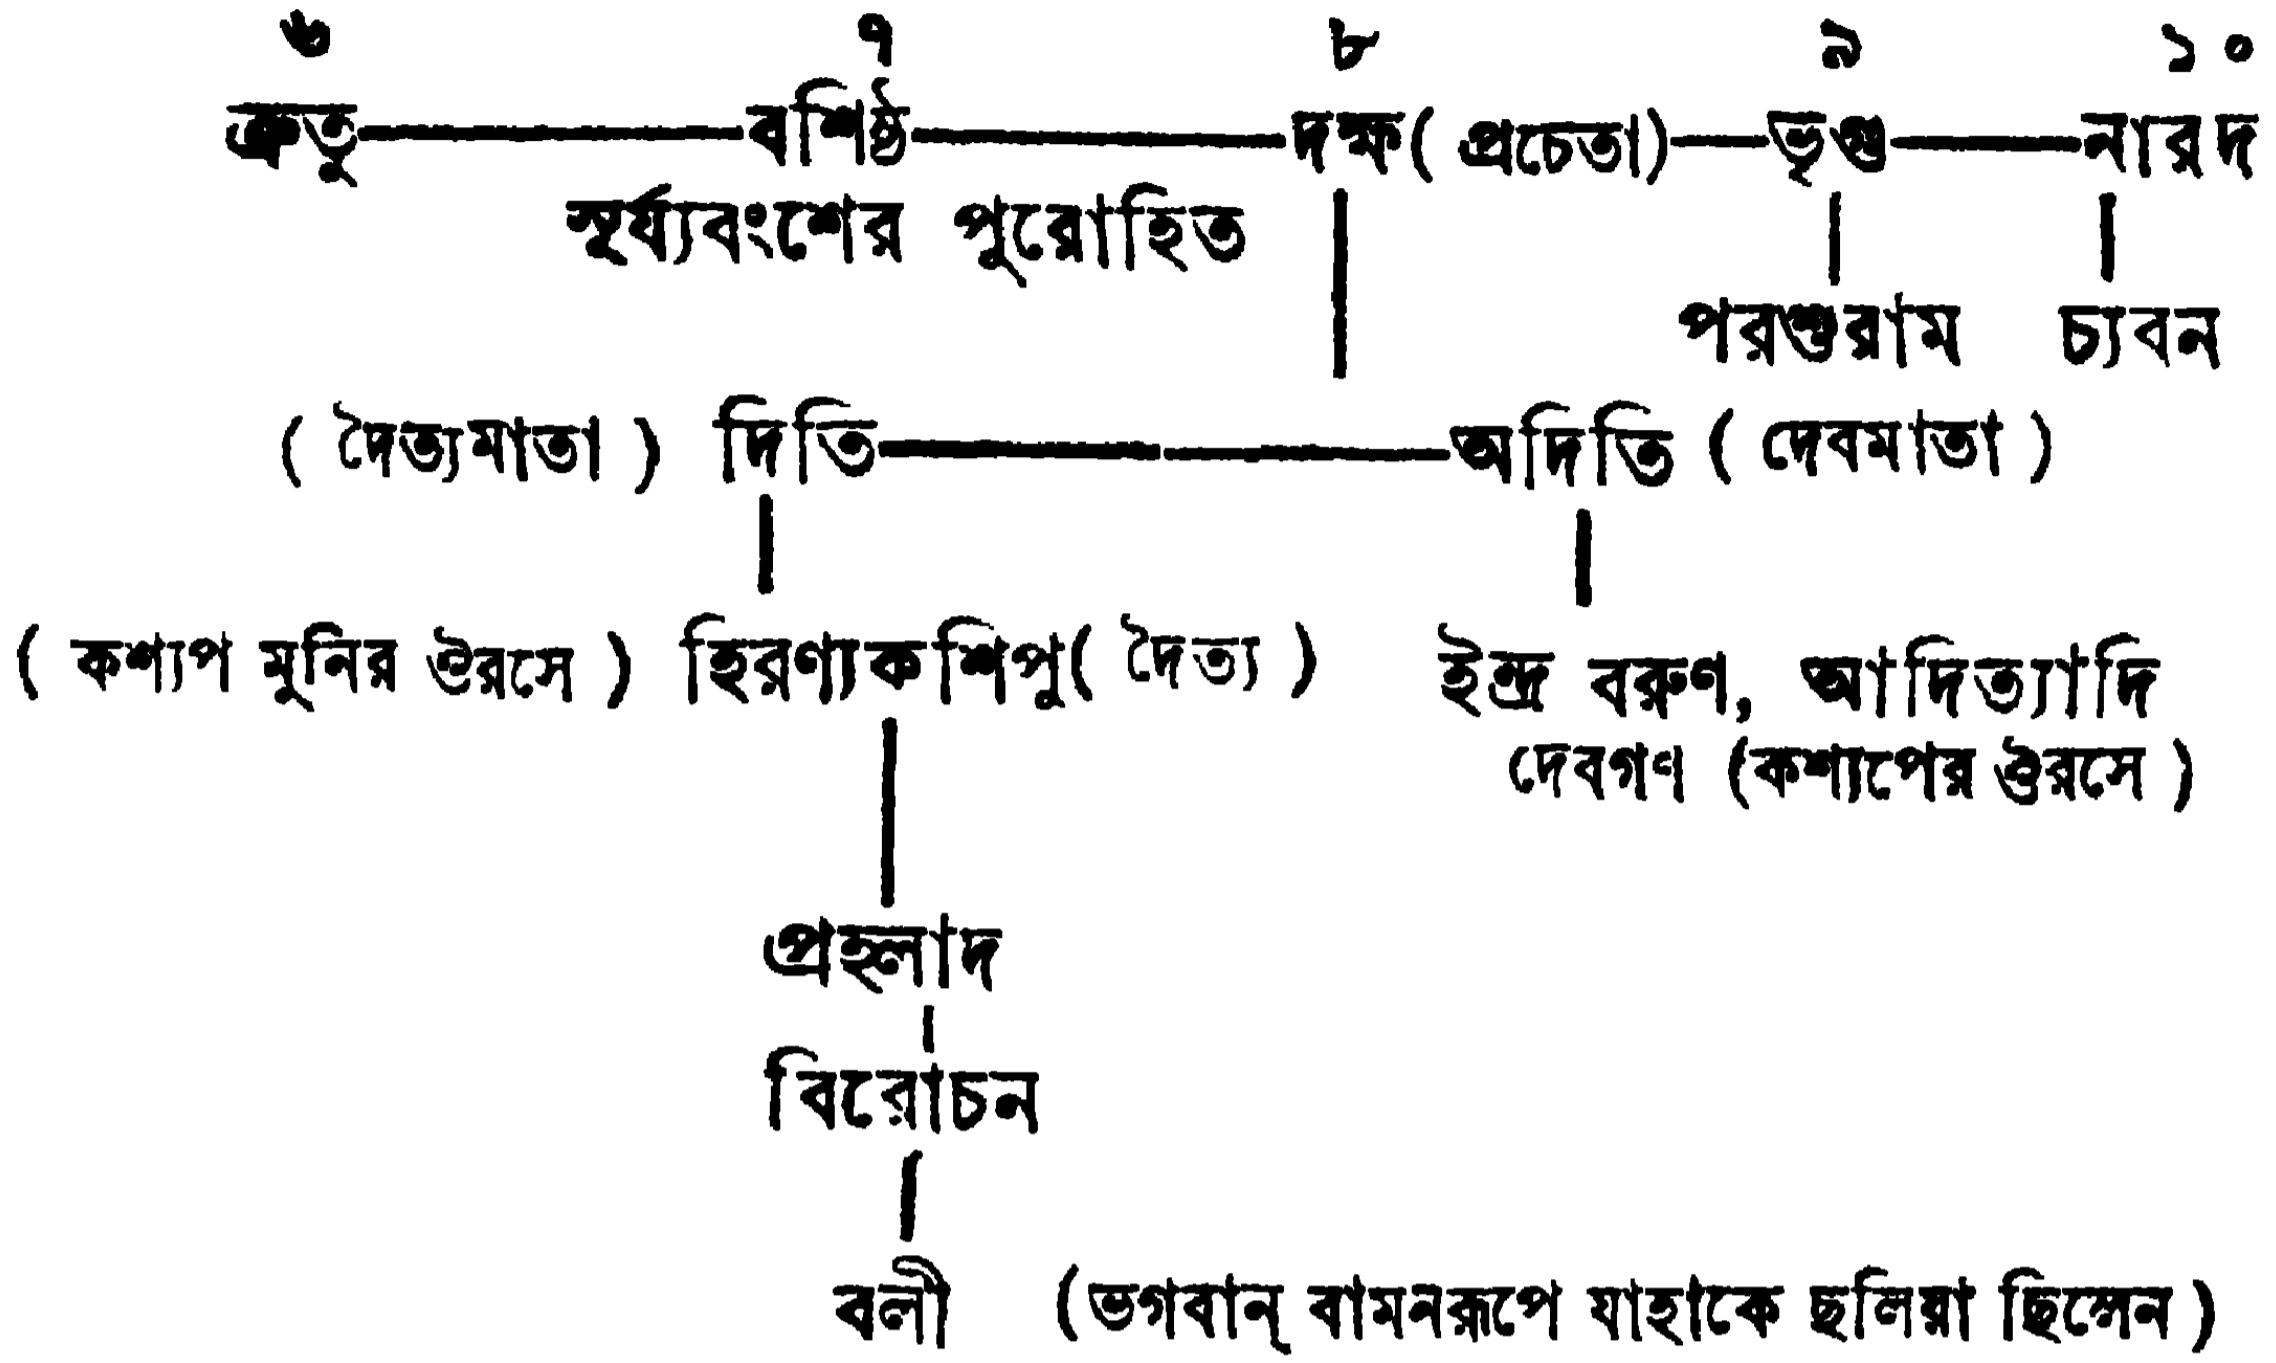 ৬ ৭ ৮ ৯ ১০
ক্রতু বশিষ্ঠ দক্ষ ( প্রচেতা ) ভৃগু নারদ
সূর্য্যবংশের পুরোহিত
পরশুরাম চ্যবন
( দৈত্যমাতা ) দিতি অদিতি ( দেবমাতা )
( কশ্যপ মুনির ঔরসে ) হিরণ্যকশিপু ( দৈত্য ) ইন্দ্র বরুণ, আদিত্যাদি
দেবগণ (কশ্যপের ঔরসে )
প্রহ্লাদ
বিরোচন
বলী (ভগবান্ বামনরূপে যাহাকে ছলিয়া ছিলেন )